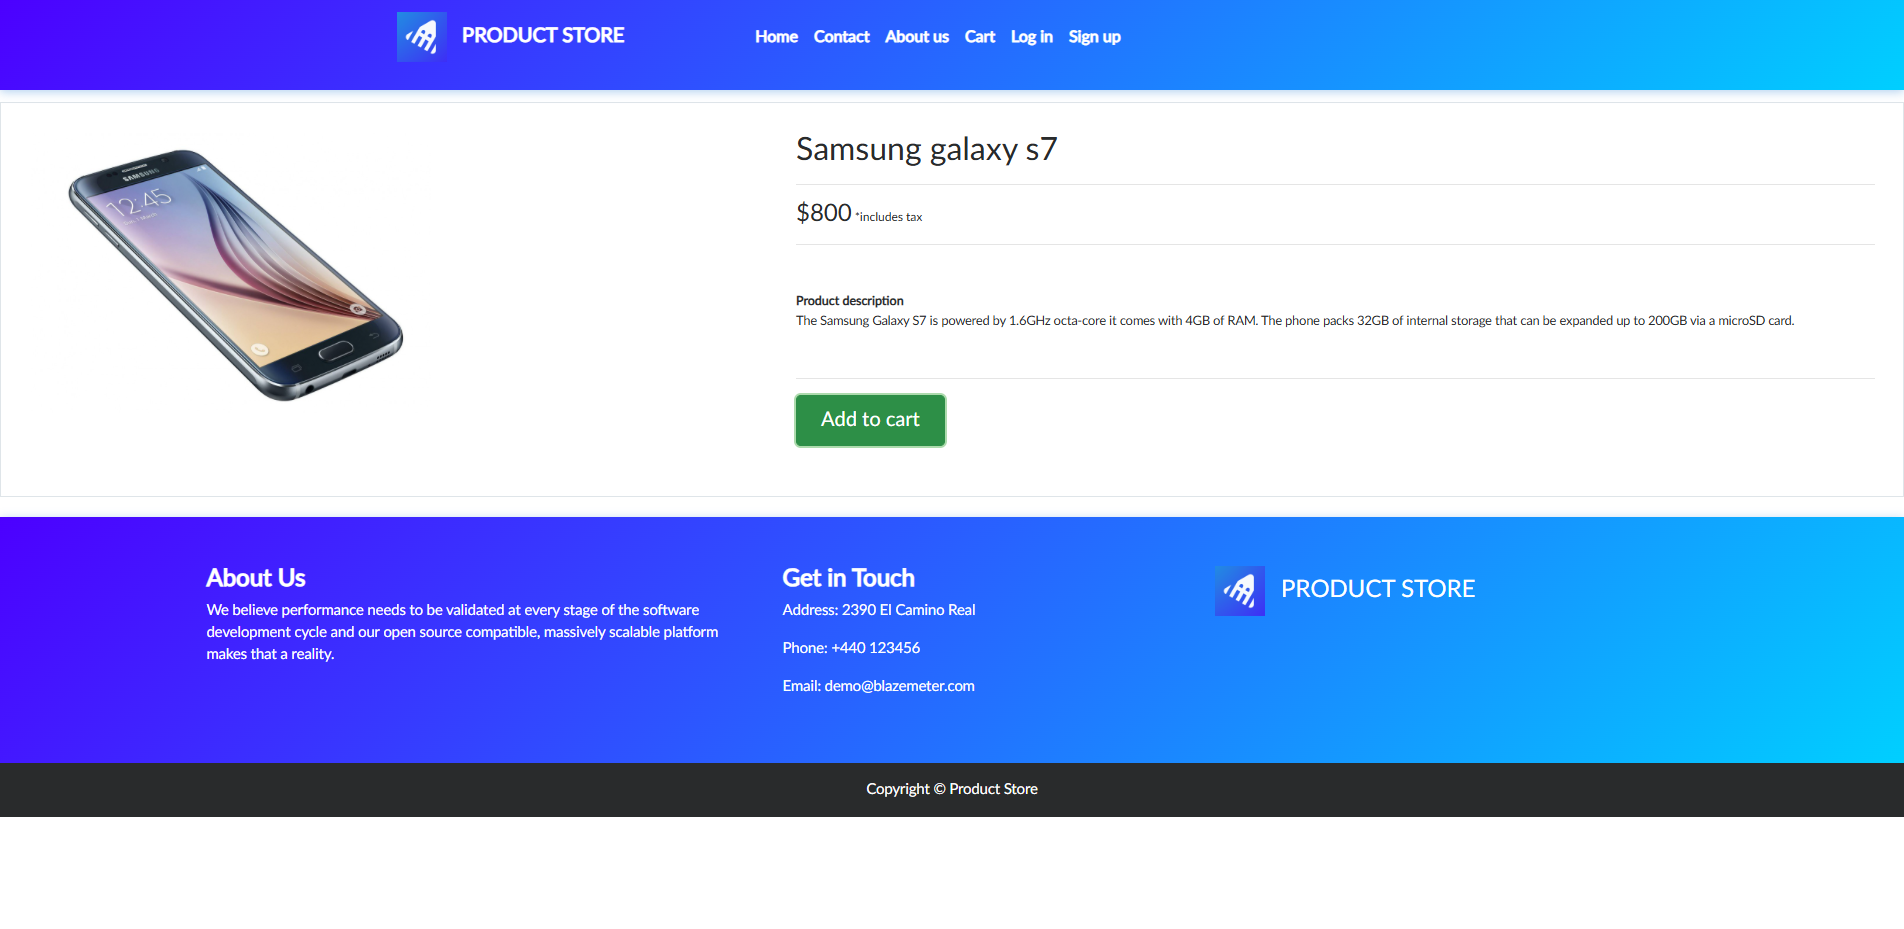 PRODUCT STORE
Home Contact About us Cart Log in Sign up
SAMSUNG
12:45
Samsung galaxy s7
$800 *includes tax
Product description
The Samsung Galaxy S7 is powered by 1.6GHz octa-core it comes with 4GB of RAM. The phone packs 32GB of internal storage that can be expanded up to 200GB via a microSD card.
Add to cart
About Us
We believe performance needs to be validated at every stage of the software
development cycle and our open source compatible, massively scalable platform
makes that a reality.
Get in Touch
Address: 2390 El Camino Real
Phone: +440 123456
Email: demo@blazemeter.com
PRODUCT STORE
Copyright © Product Store